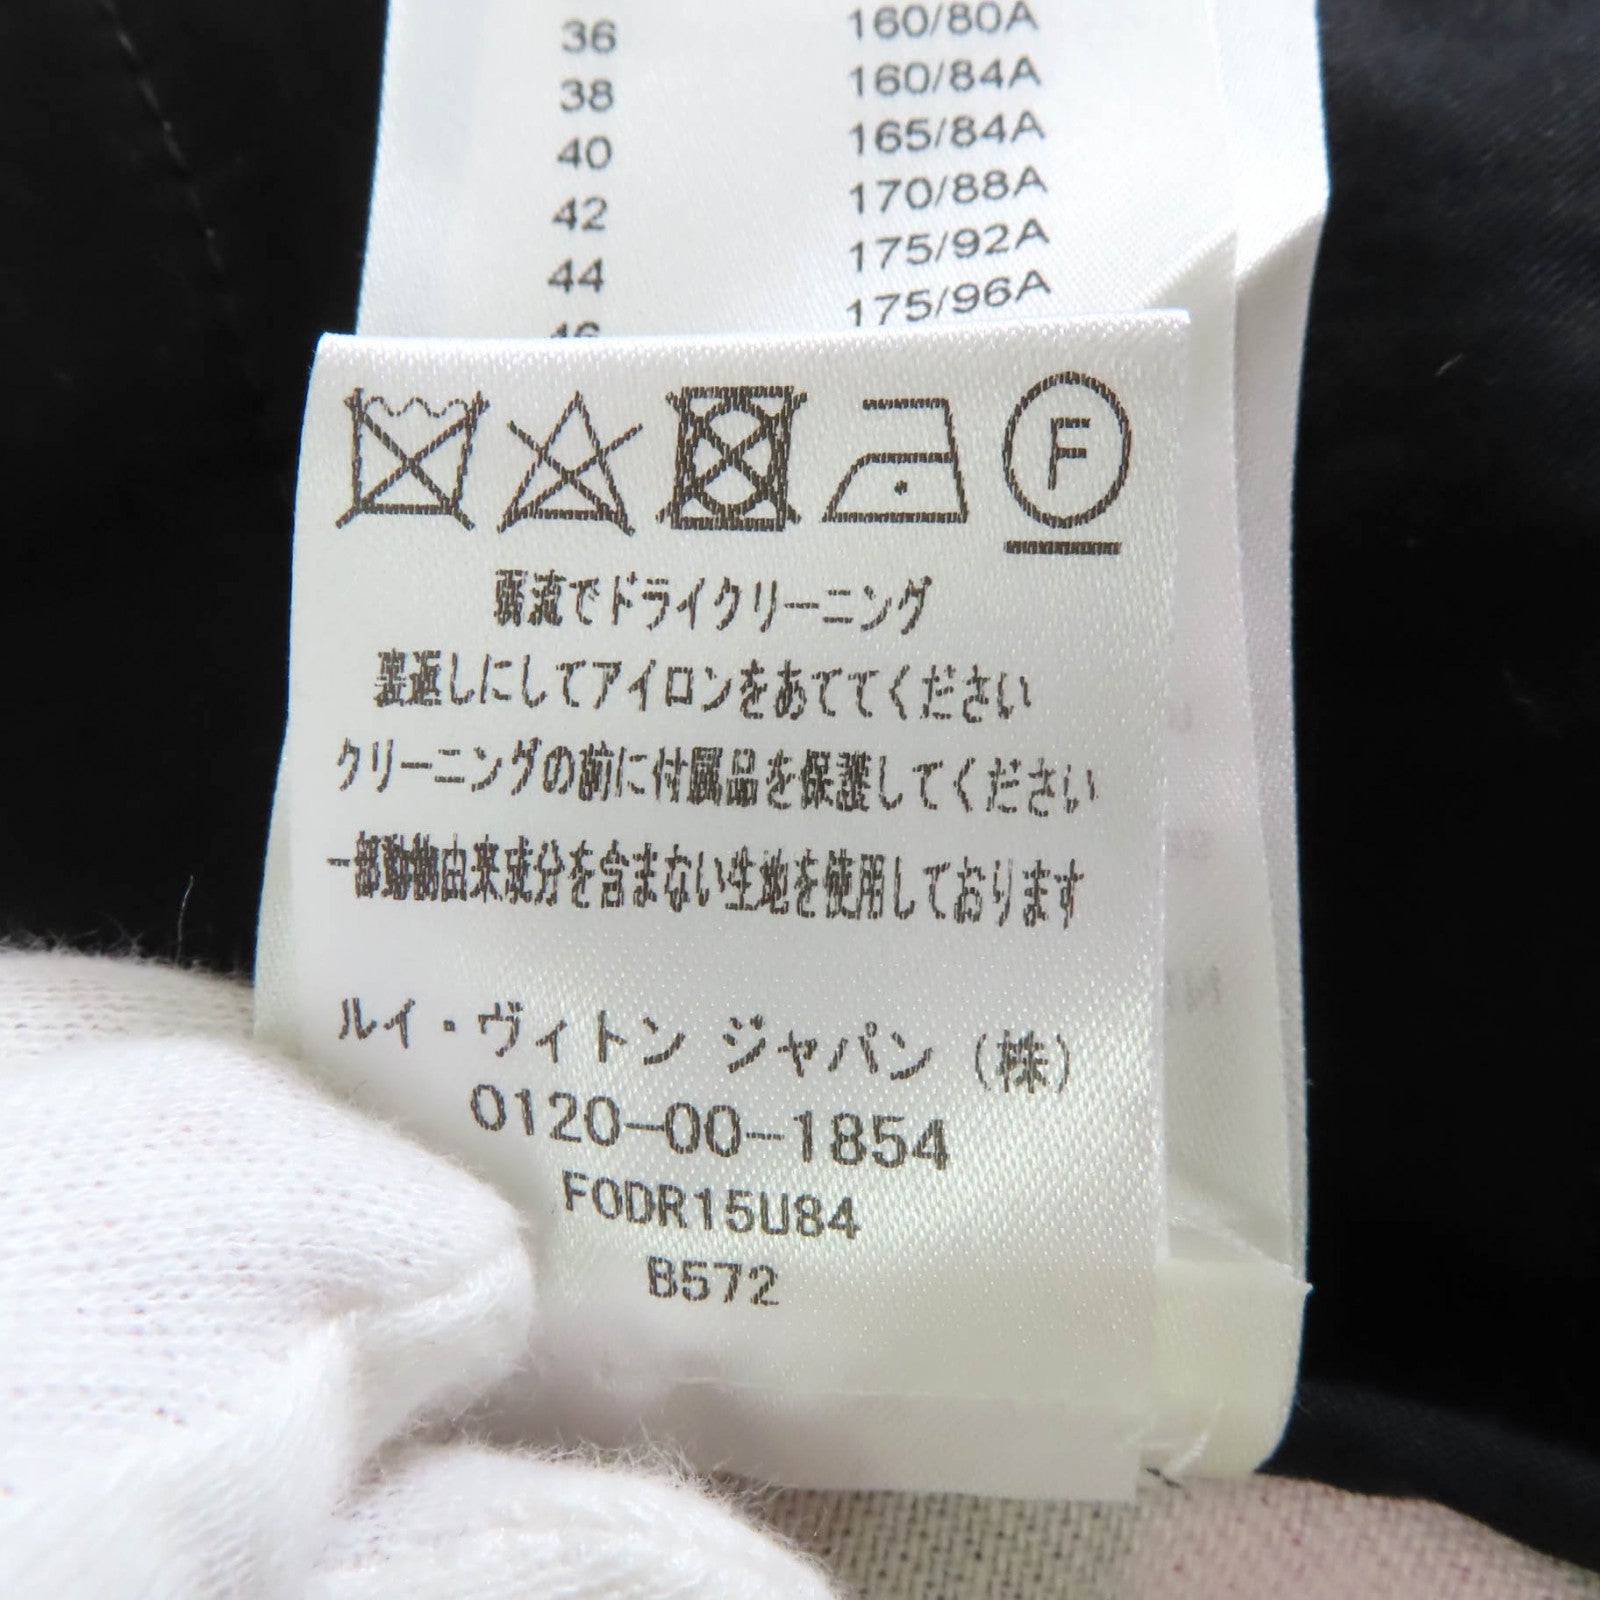 36 160/80A
38 160/84A
40 165/84A
42 170/88A
44 175/92A
46 175/96A
F
弱流でドライクリーニング
裏返しにしてアイロンをあててください
クリーニングの前に付属品を保護してください
一部動物由来成分を含まない生地を使用しております
ルイ・ヴィトン ジャパン（株）
0120-00-1854
F0DR15U84
B572